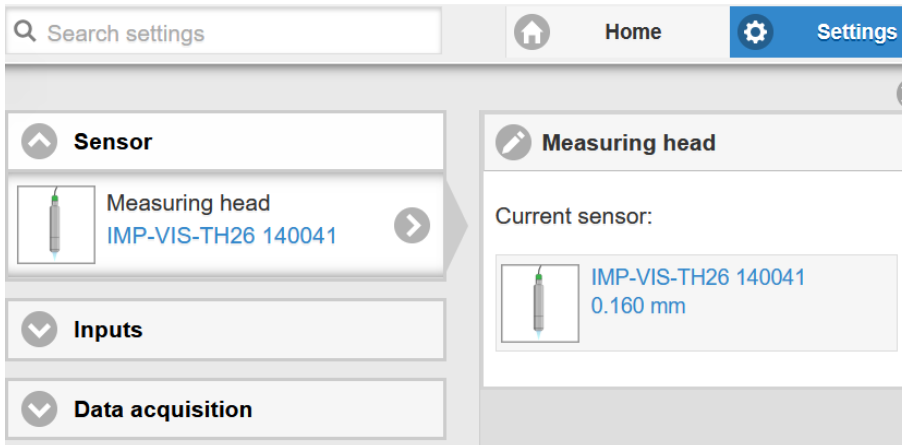 Search settings
Home
Settings
Sensor
Measuring head
IMP-VIS-TH26 140041
Inputs
Data acquisition
Measuring head
Current sensor:
IMP-VIS-TH26 140041
0.160 mm